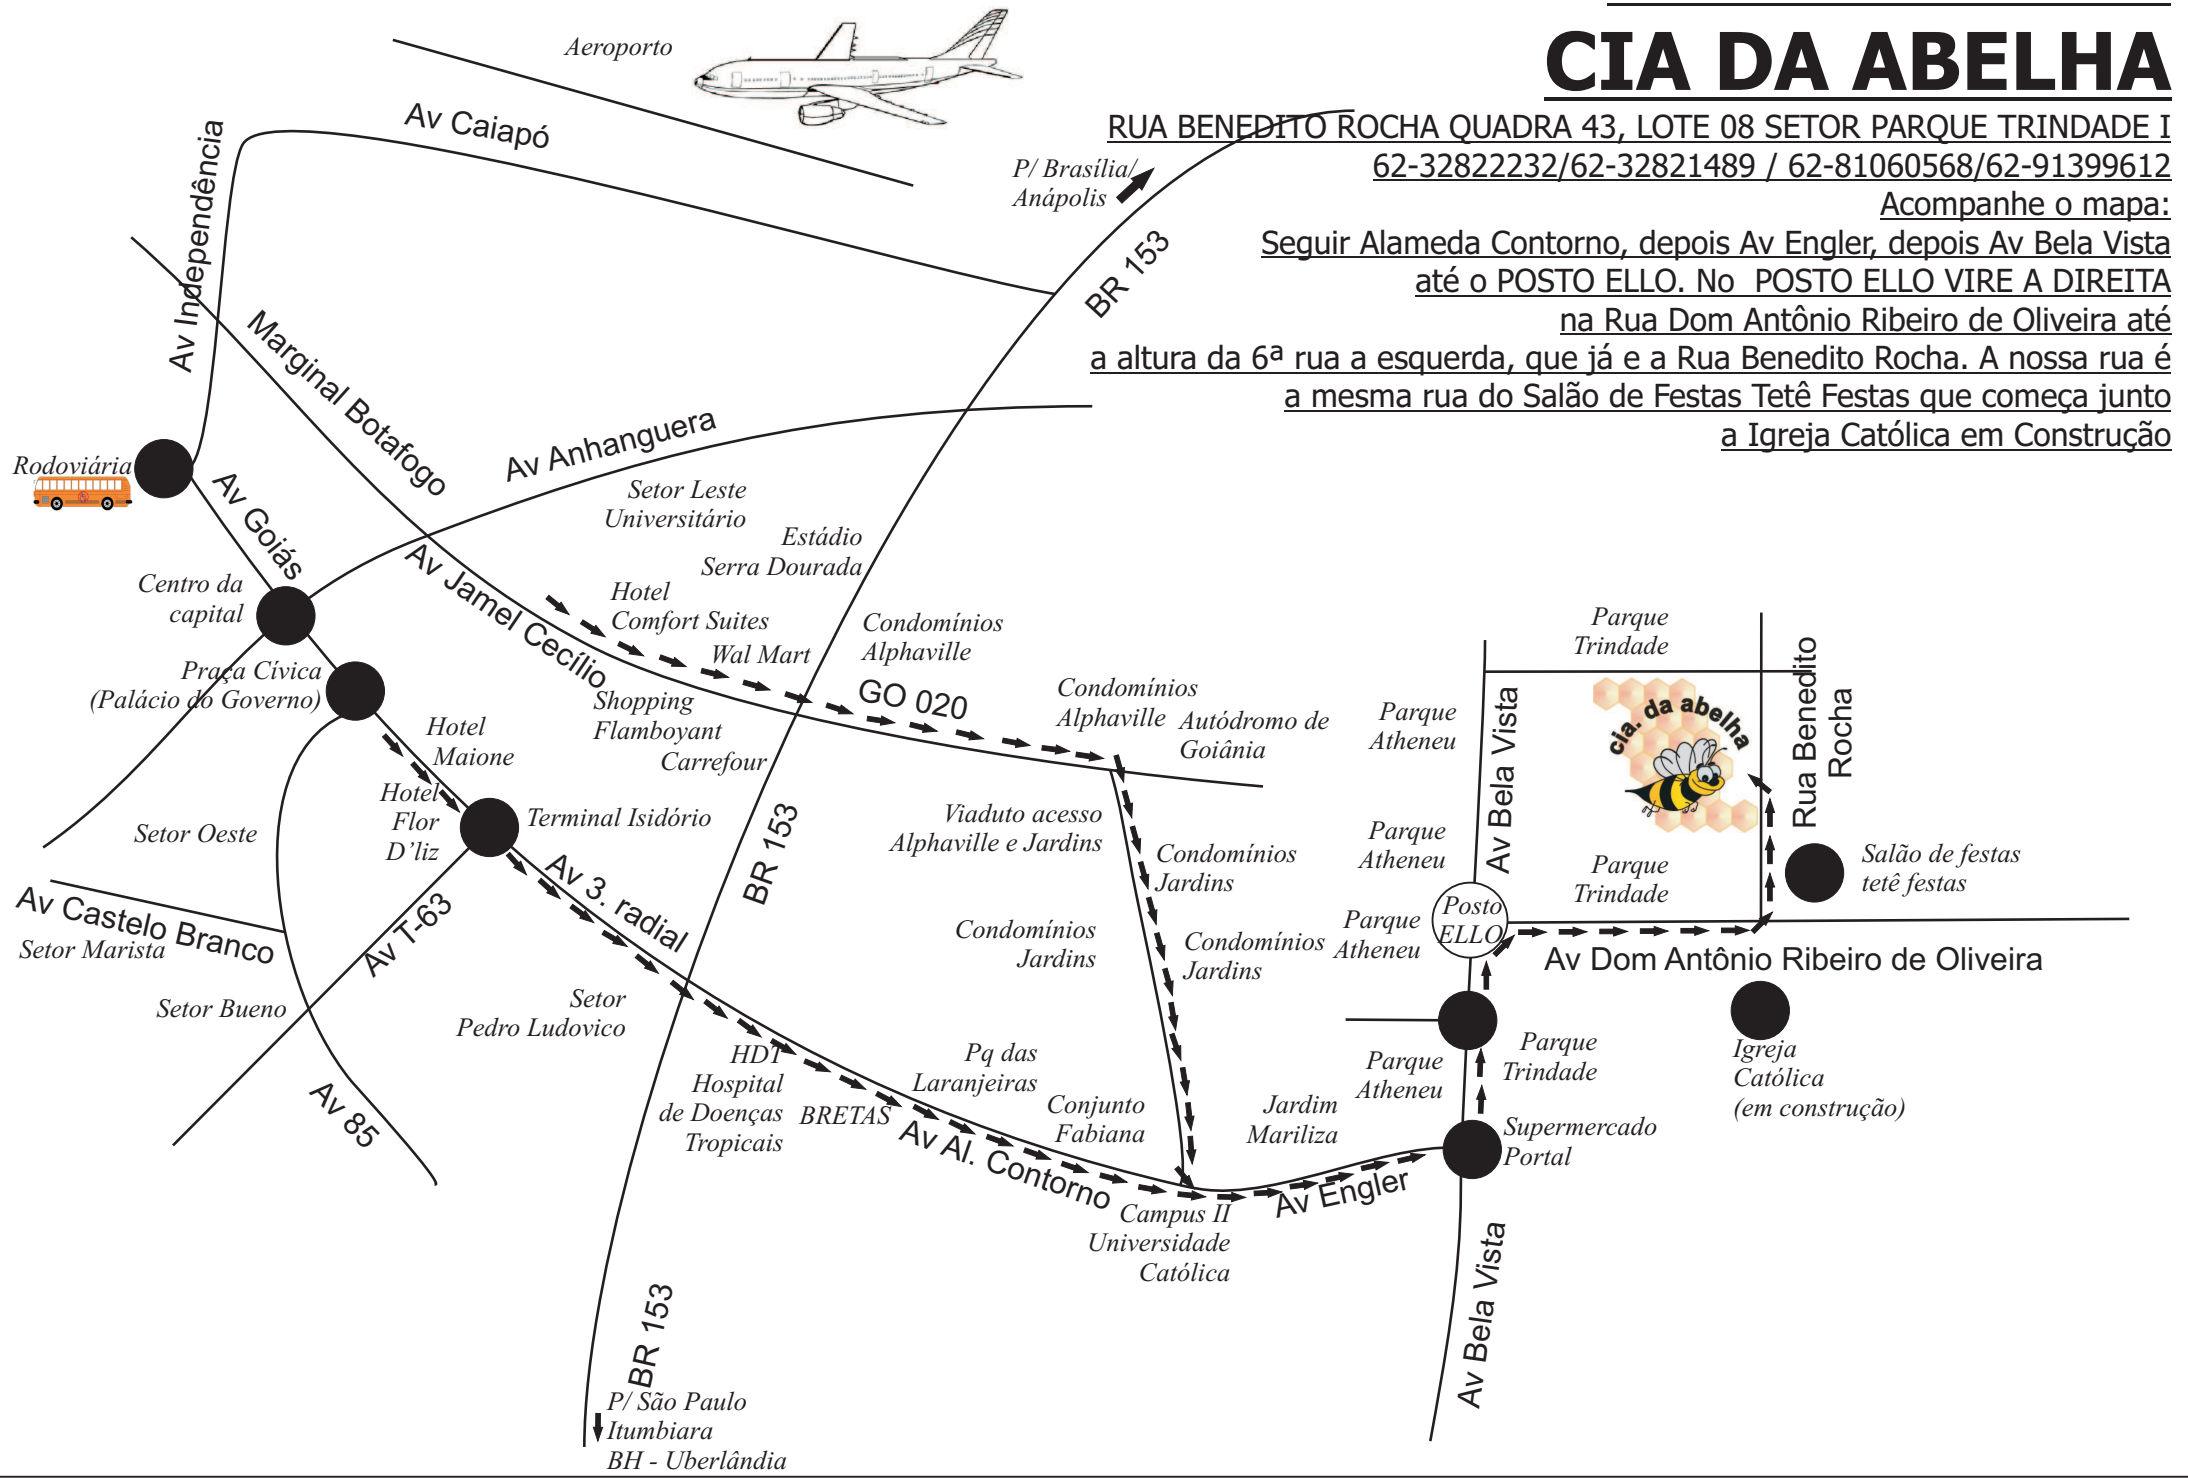 CIA DA ABELHA
RUA BENEDITO ROCHA QUADRA 43, LOTE 08 SETOR PARQUE TRINDADE I
62-32822232/62-32821489 / 62-81060568/62-91399612
Acompanhe o mapa:
Seguir Alameda Contorno, depois Av Engler, depois Av Bela Vista
até o POSTO ELLO. No  POSTO ELLO VIRE A DIREITA
na Rua Dom Antônio Ribeiro de Oliveira até
a altura da 6ª rua a esquerda, que já e a Rua Benedito Rocha. A nossa rua é
a mesma rua do Salão de Festas Tetê Festas que começa junto
a Igreja Católica em Construção
Aeroporto
Av Caiapó
Av Independência
P/ Brasília/
Anápolis
BR 153
Marginal Botafogo
Av Anhanguera
Rodoviária
Av Goiás
Setor Leste
Universitário
Estádio
Serra Dourada
Centro da
capital
Av Jamel Cecílio
Hotel
Comfort Suites
Wal Mart
Condomínios
Alphaville
Praça Cívica
(Palácio do Governo)
Shopping
Flamboyant
Carrefour
GO 020
Condomínios
Alphaville
Autódromo de
Goiânia
Hotel
Maione
Hotel
Flor
D'liz
Terminal Isidório
Setor Oeste
Av Castelo Branco
Setor Marista
Av T-63
Av 3. radial
BR 153
Viaduto acesso
Alphaville e Jardins
Condomínios
Jardins
Condomínios
Jardins
Condomínios
Jardins
Setor Bueno
Setor
Pedro Ludovico
Av 85
HDT
Hospital
de Doenças
Tropicais
BRETAS
Pq das
Laranjeiras
Conjunto
Fabiana
Av Al. Contorno
Campus II
Universidade
Católica
Jardim
Mariliza
Av Engler
Parque
Atheneu
Parque
Atheneu
Parque
Atheneu
Parque
Atheneu
Av Bela Vista
Posto
ELLO
Parque
Trindade
cia. da abelha
Parque
Trindade
Rua Benedito
Rocha
Salão de festas
tetê festas
Av Dom Antônio Ribeiro de Oliveira
Parque
Trindade
Igreja
Católica
(em construção)
Supermercado
Portal
Av Bela Vista
BR 153
P/ São Paulo
Itumbiara
BH - Uberlândia